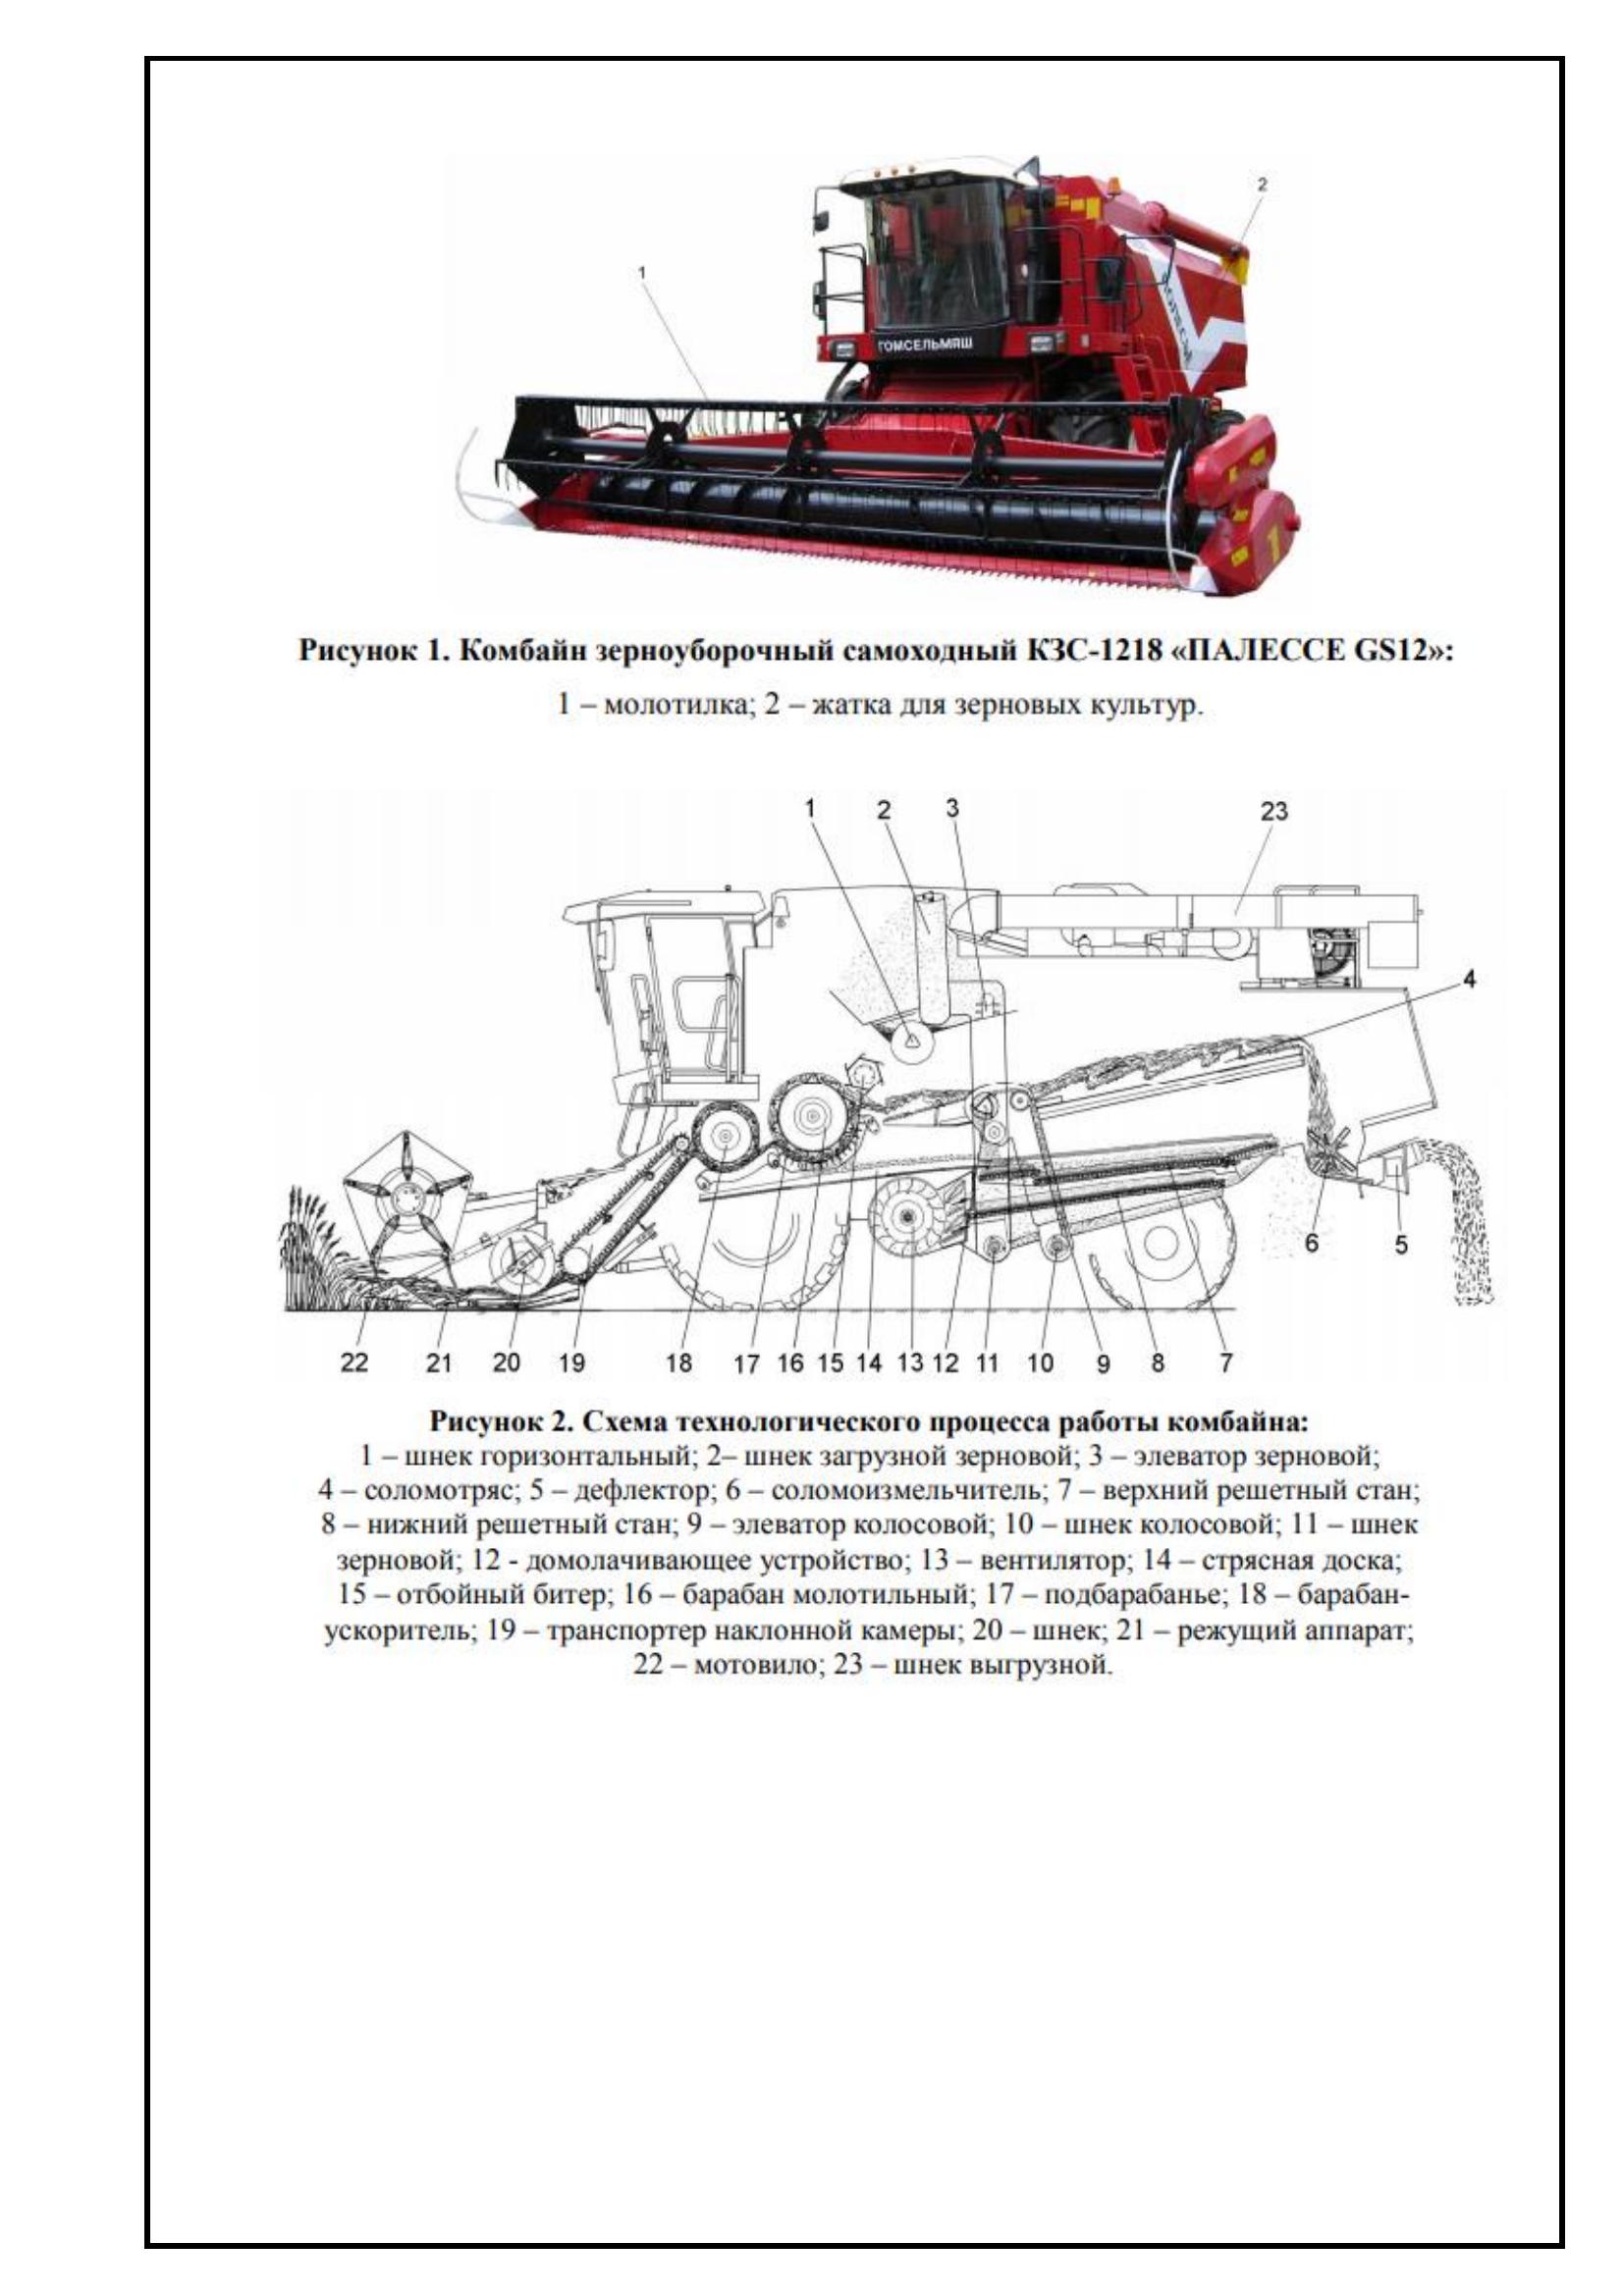 2
1
ГОМСЕЛЬМАШ
Рисунок 1. Комбайн зерноуборочный самоходный КЗС-1218 «ПАЛЕССЕ GS12»:
1 – молотилка; 2 – жатка для зерновых культур.
1 2 3 23
4
6 5
22 21 20 19 18 17 16 15 14 13 12 11 10 9 8 7
Рисунок 2. Схема технологического процесса работы комбайна:
1 – шнек горизонтальный; 2– шнек загрузной зерновой; 3 – элеватор зерновой;
4 – соломотряс; 5 – дефлектор; 6 – соломоизмельчитель; 7 – верхний решетный стан;
8 – нижний решетный стан; 9 – элеватор колосовой; 10 – шнек колосовой; 11 – шнек
зерновой; 12 - домолачивающее устройство; 13 – вентилятор; 14 – стрясная доска;
15 – отбойный битер; 16 – барабан молотильный; 17 – подбарабанье; 18 – барабан-
ускоритель; 19 – транспортер наклонной камеры; 20 – шнек; 21 – режущий аппарат;
22 – мотовило; 23 – шнек выгрузной.